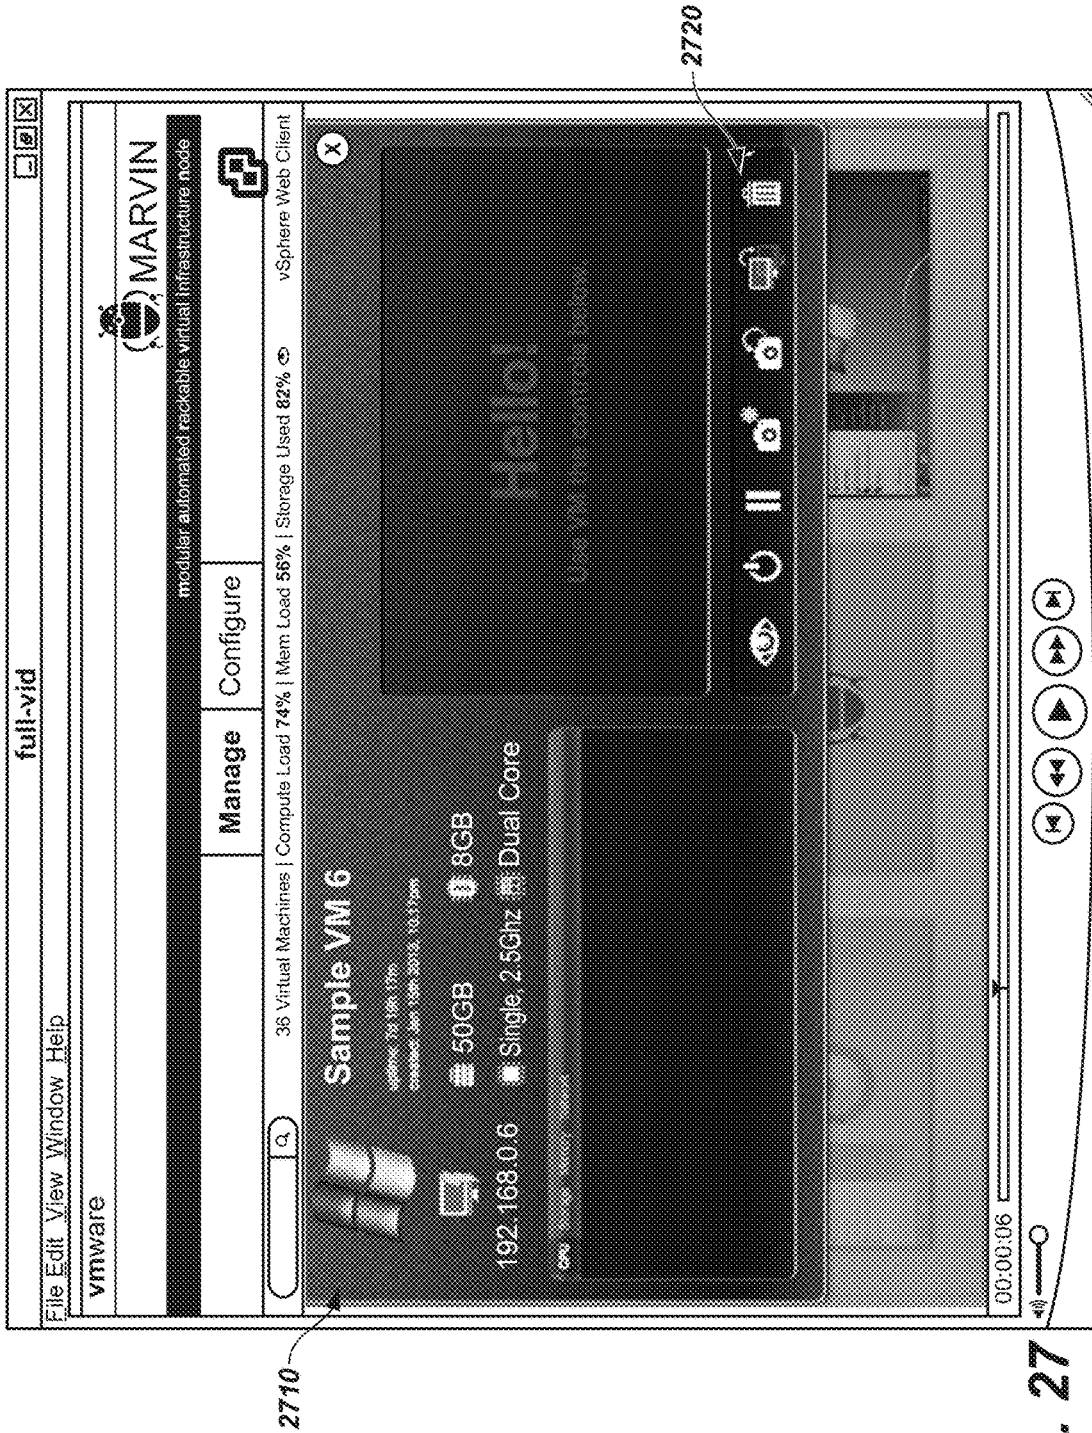 full-vid
File Edit View Window Help
vmware
MARVIN
modular automated rackable virtual infrastructure node
Manage
Configure
36 Virtual Machines | Compute Load 74% | Mem Load 56% | Storage Used 82%
vSphere Web Client
2710
Sample VM 6
X
50GB
8GB
192.168.0.6
Single, 2.5Ghz
Dual Core
CPU
Hello!
2720
00:00:06
. 27